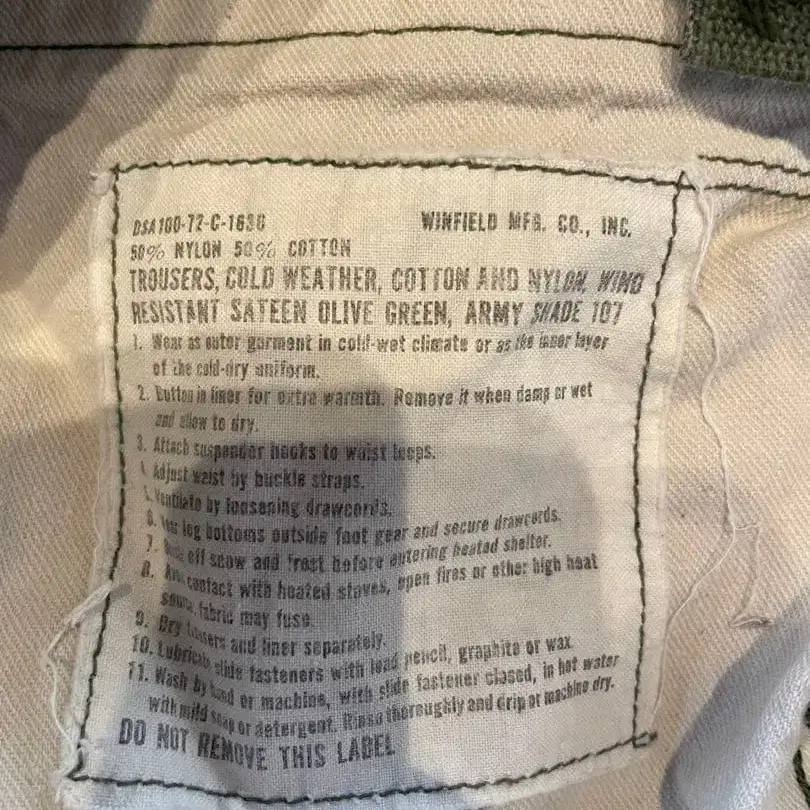 DSA100-72-C-1630
WINFIELD MFG. CO., INC.
50% NYLON 50% COTTON
TROUSERS, COLD WEATHER, COTTON AND NYLON, WIND
RESISTANT SATEEN OLIVE GREEN, ARMY SHADE 107
1. Wear as outer garment in cold-wet climate or as the inner layer
of the cold-dry uniform.
2. Button in liner for extra warmth. Remove it when damp or wet
and allow to dry.
3. Attach suspender hooks to waist loops.
4. Adjust waist by buckle straps.
5. Ventilate by loosening drawcords.
6. leg bottoms outside foot gear and secure drawcords.
7. off snow and frost before entering heated shelter.
8. contact with heated stoves, open fires or other high heat
fabric may fuse.
9. Dry trousers and liner separately.
10. Lubricate slide fasteners with lead pencil, graphite or wax
11. Wash by hand or machine, with slide fastener closed, in hot water
with mild soap or detergent. Rinse thoroughly and drip or machine dry.
DO NOT REMOVE THIS LABEL